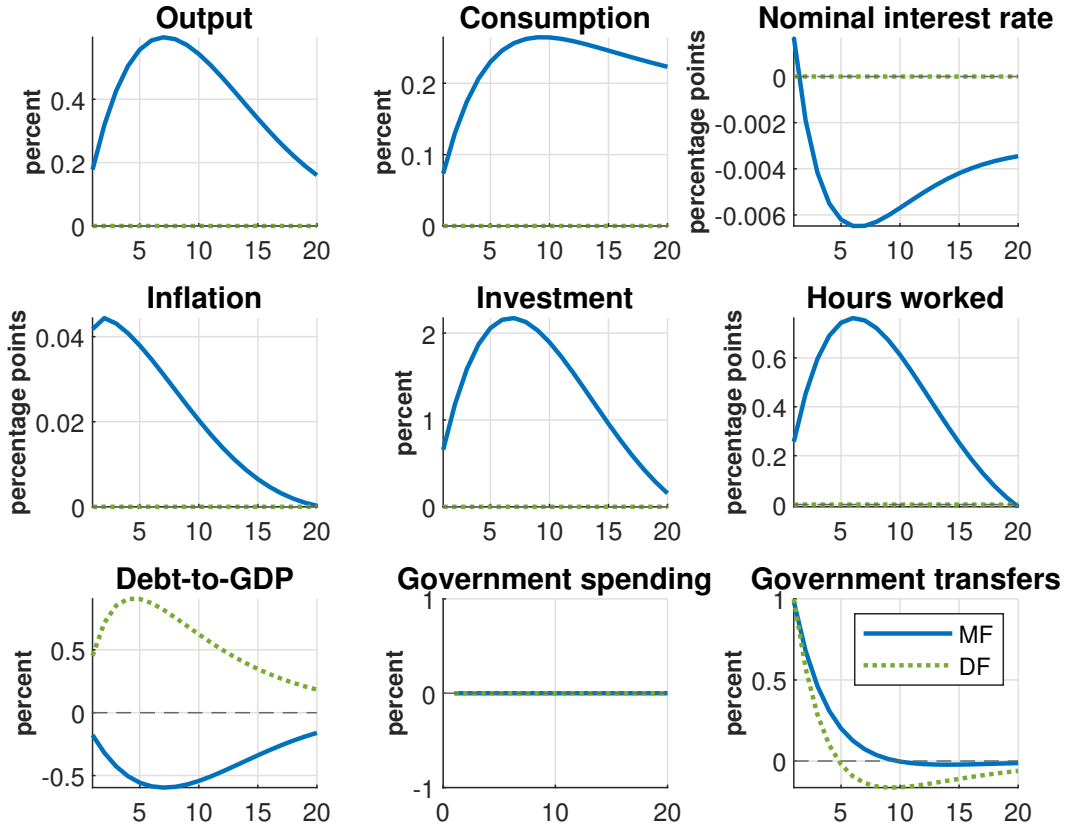 Output
percent
0.4
0.2
0
5 10 15 20
Consumption
percent
0.2
0.1
0
5 10 15 20
Nominal interest rate
percentage points
0
-0.002
-0.004
-0.006
5 10 15 20
Inflation
percentage points
0.04
0.02
0
5 10 15 20
Investment
percent
2
1
0
5 10 15 20
Hours worked
percentage points
0.6
0.4
0.2
0
5 10 15 20
Debt-to-GDP
percent
0.5
0
-0.5
5 10 15 20
Government spending
percent
1
0
-1
0 5 10 15 20
Government transfers
percent
1
0.5
0
5 10 15 20
MF
DF